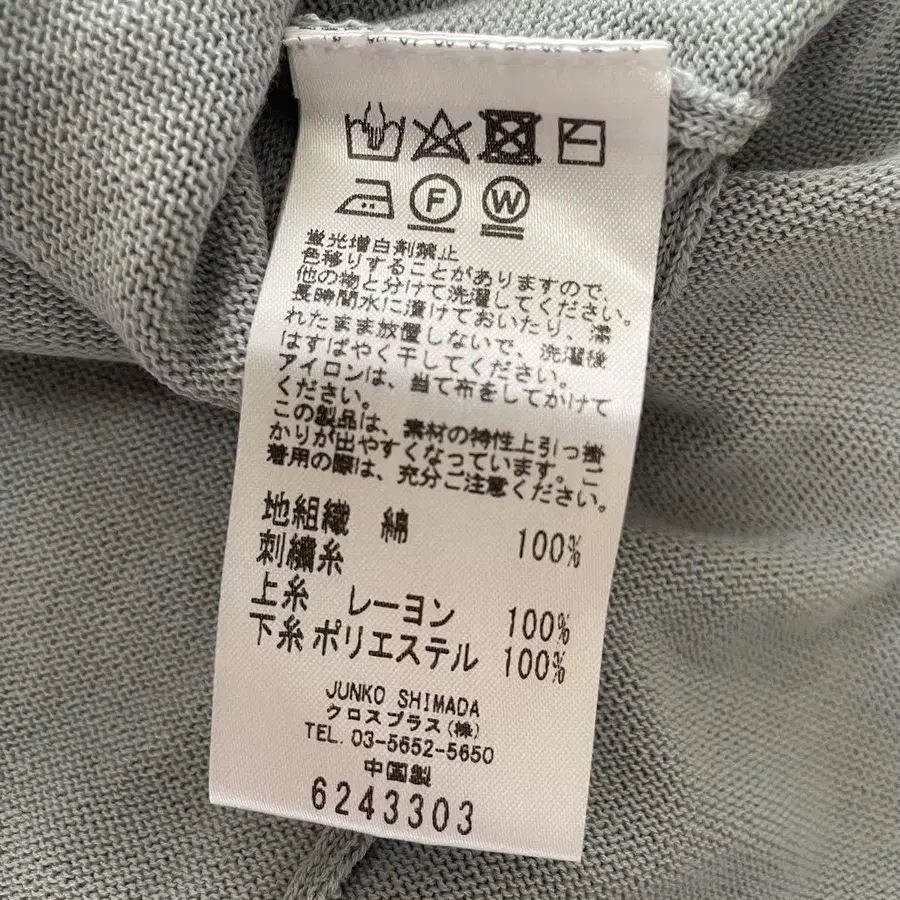 F W
蛍光増白剤禁止
色移りすることがありますので、
他の物と分けて洗濯してください。
長時間水に漬けておいたり、濡
れたまま放置しないで、洗濯後
はすばやく干してください。
アイロンは、当て布をしてかけて
ください。
この製品は、素材の特性上引っ掛
かりが出やすくなっています。ご
着用の際は、充分ご注意ください。
地組織 綿 100%
刺繍糸
上糸 レーヨン 100%
下糸 ポリエステル 100%
JUNKO SHIMADA
クロスプラス(株)
TEL. 03-5652-5650
中国製
6243303